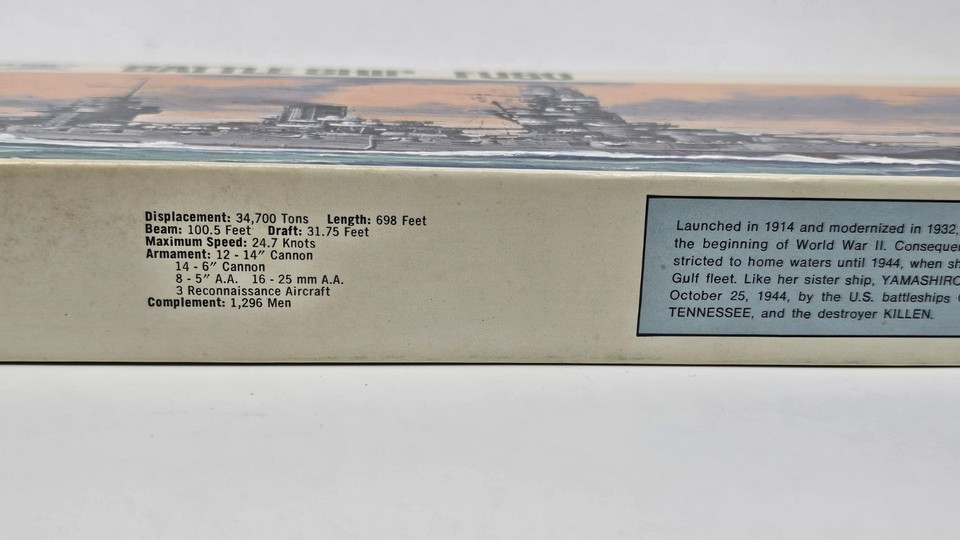 BATTLE SHIP FUSO
Displacement: 34,700 Tons Length: 698 Feet
Beam: 100.5 Feet Draft: 31.75 Feet
Maximum Speed: 24.7 Knots
Armament: 12 - 14″ Cannon
14 - 6″ Cannon
8 - 5″ A.A. 16 - 25 mm A.A.
3 Reconnaissance Aircraft
Complement: 1,296 Men
Launched in 1914 and modernized in 1932,
the beginning of World War II. Consequen
stricted to home waters until 1944, when sh
Gulf fleet. Like her sister ship, YAMASHIRO
October 25, 1944, by the U.S. battleships
TENNESSEE, and the destroyer KILLEN.